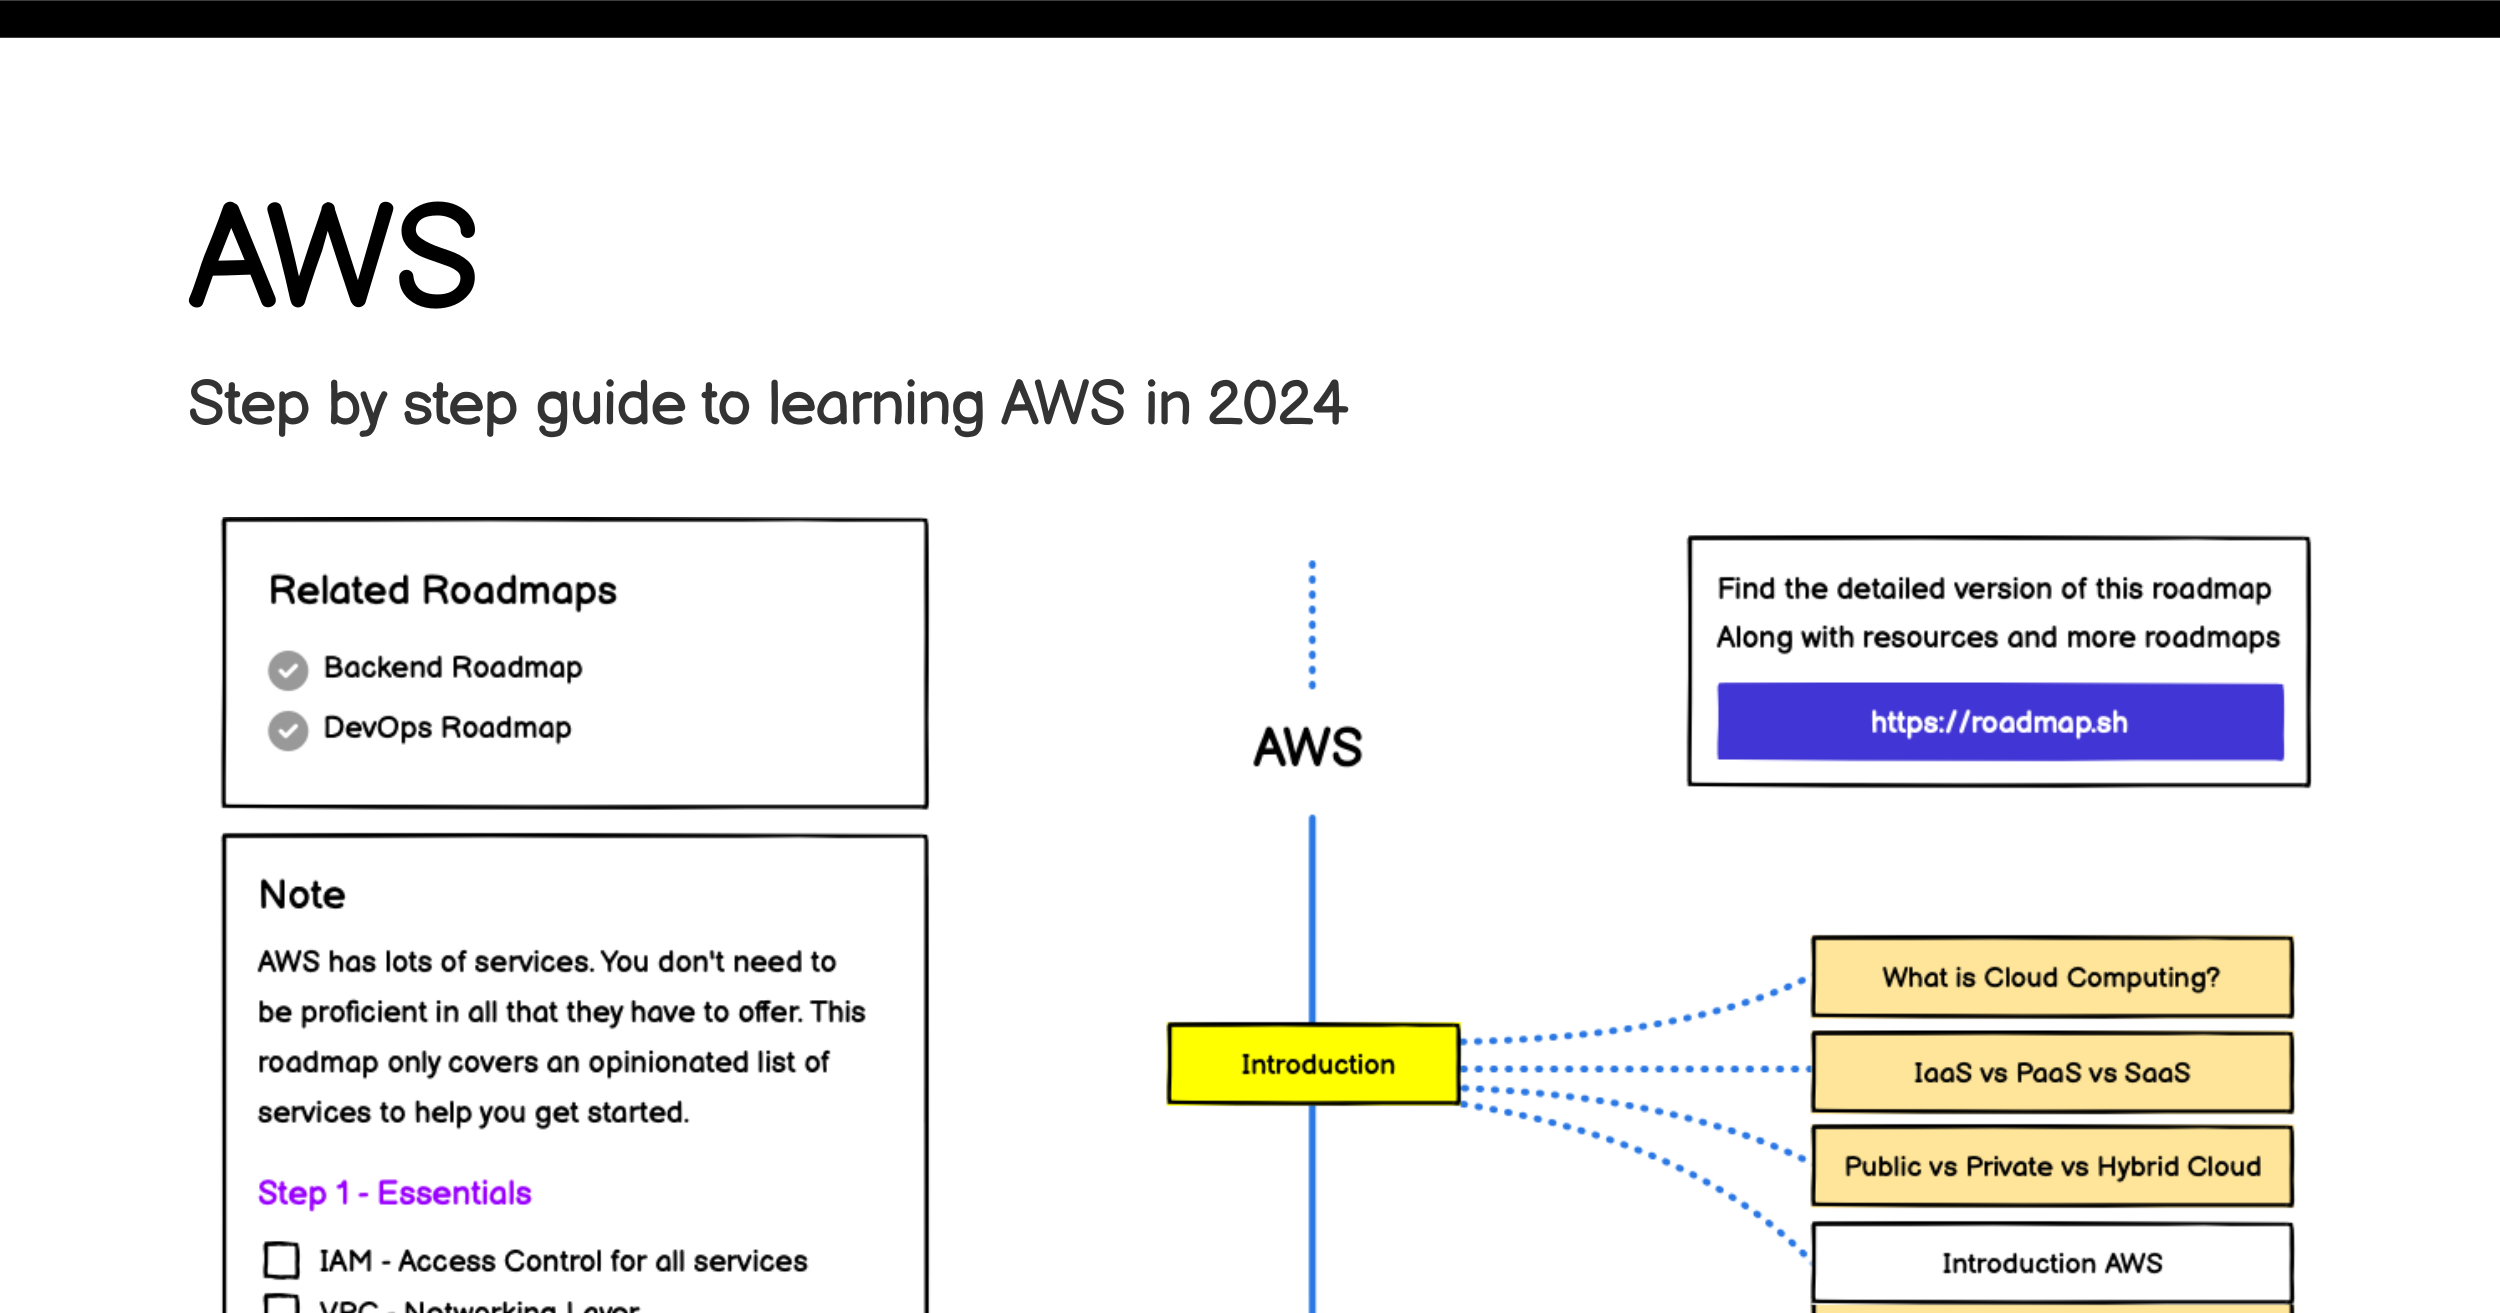 AWS
Step by step guide to learning AWS in 2024
Related Roadmaps
Backend Roadmap
DevOps Roadmap
Note
AWS has lots of services. You don't need to
be proficient in all that they have to offer. This
roadmap only covers an opinionated list of
services to help you get started.
Step 1 - Essentials
IAM - Access Control for all services
VPC - Networking Layer
AWS
Introduction
Find the detailed version of this roadmap
Along with resources and more roadmaps
https://roadmap.sh
What is Cloud Computing?
IaaS vs PaaS vs SaaS
Public vs Private vs Hybrid Cloud
Introduction AWS